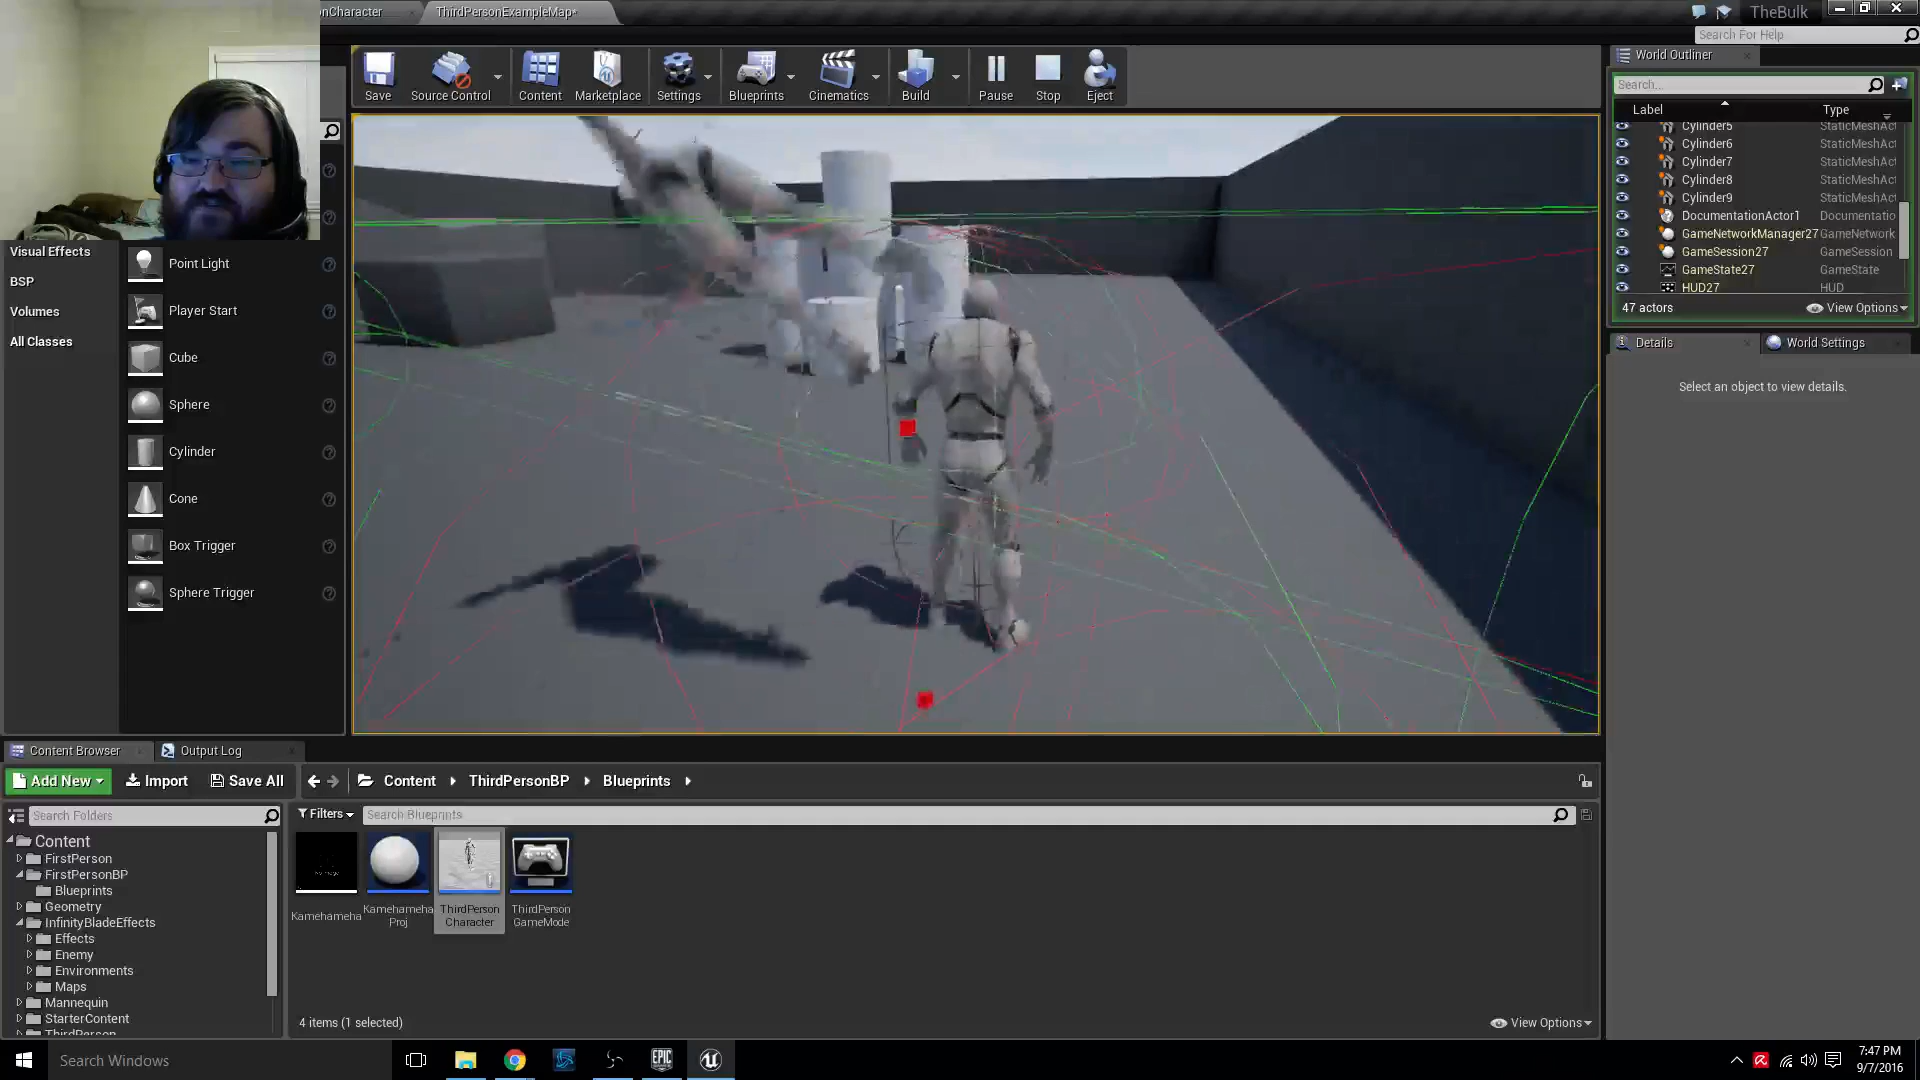 onCharacter
ThirdPersonExampleMap*
TheBulk
Search For Help
Save
Source Control
Content
Marketplace
Settings
Blueprints
Cinematics
Build
Pause
Stop
Eject
World Outliner
Search...
Label
Type
Cylinder5
StaticMeshAct
Cylinder6
StaticMeshAct
Cylinder7
StaticMeshAct
Cylinder8
StaticMeshAct
Cylinder9
StaticMeshAct
DocumentationActor1
Documentatio
GameNetworkManager27
GameNetwork
GameSession27
GameSession
GameState27
GameState
HUD27
HUD
47 actors
View Options
Details
World Settings
Select an object to view details.
Visual Effects
BSP
Volumes
All Classes
Point Light
Player Start
Cube
Sphere
Cylinder
Cone
Box Trigger
Sphere Trigger
Content Browser
Output Log
Add New
Import
Save All
Content
ThirdPersonBP
Blueprints
Search Folders
Filters
Search Blueprints
Content
FirstPerson
FirstPersonBP
Blueprints
Geometry
InfinityBladeEffects
Effects
Enemy
Environments
Maps
Mannequin
StarterContent
ThirdPerson
Kamehameha
Kamehameha
Proj
ThirdPerson
Character
ThirdPerson
GameMode
4 items (1 selected)
View Options
Search Windows
EPIC
7:47 PM
9/7/2016